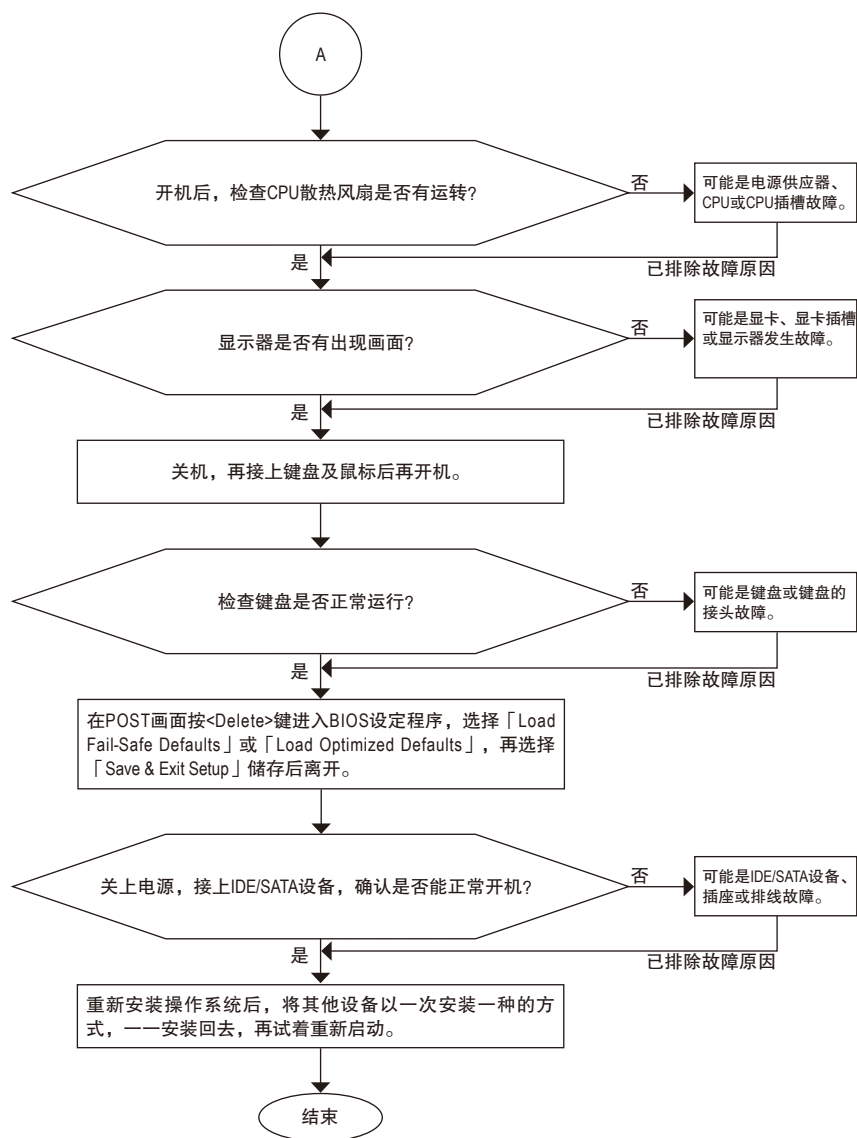 A
开机后，检查CPU散热风扇是否有运转?
否
可能是电源供应器、
CPU或CPU插槽故障。
是
已排除故障原因
显示器是否有出现画面?
否
可能是显卡、显卡插槽
或显示器发生故障。
是
已排除故障原因
关机，再接上键盘及鼠标后再开机。
检查键盘是否正常运行?
否
可能是键盘或键盘的
接头故障。
是
已排除故障原因
在POST画面按<Delete>键进入BIOS设定程序，选择「Load
Fail-Safe Defaults」或「Load Optimized Defaults」，再选择
「Save & Exit Setup」储存后离开。
关上电源，接上IDE/SATA设备，确认是否能正常开机?
否
可能是IDE/SATA设备、
插座或排线故障。
是
已排除故障原因
重新安装操作系统后，将其他设备以一次安装一种的方
式，一一安装回去，再试着重新启动。
结束